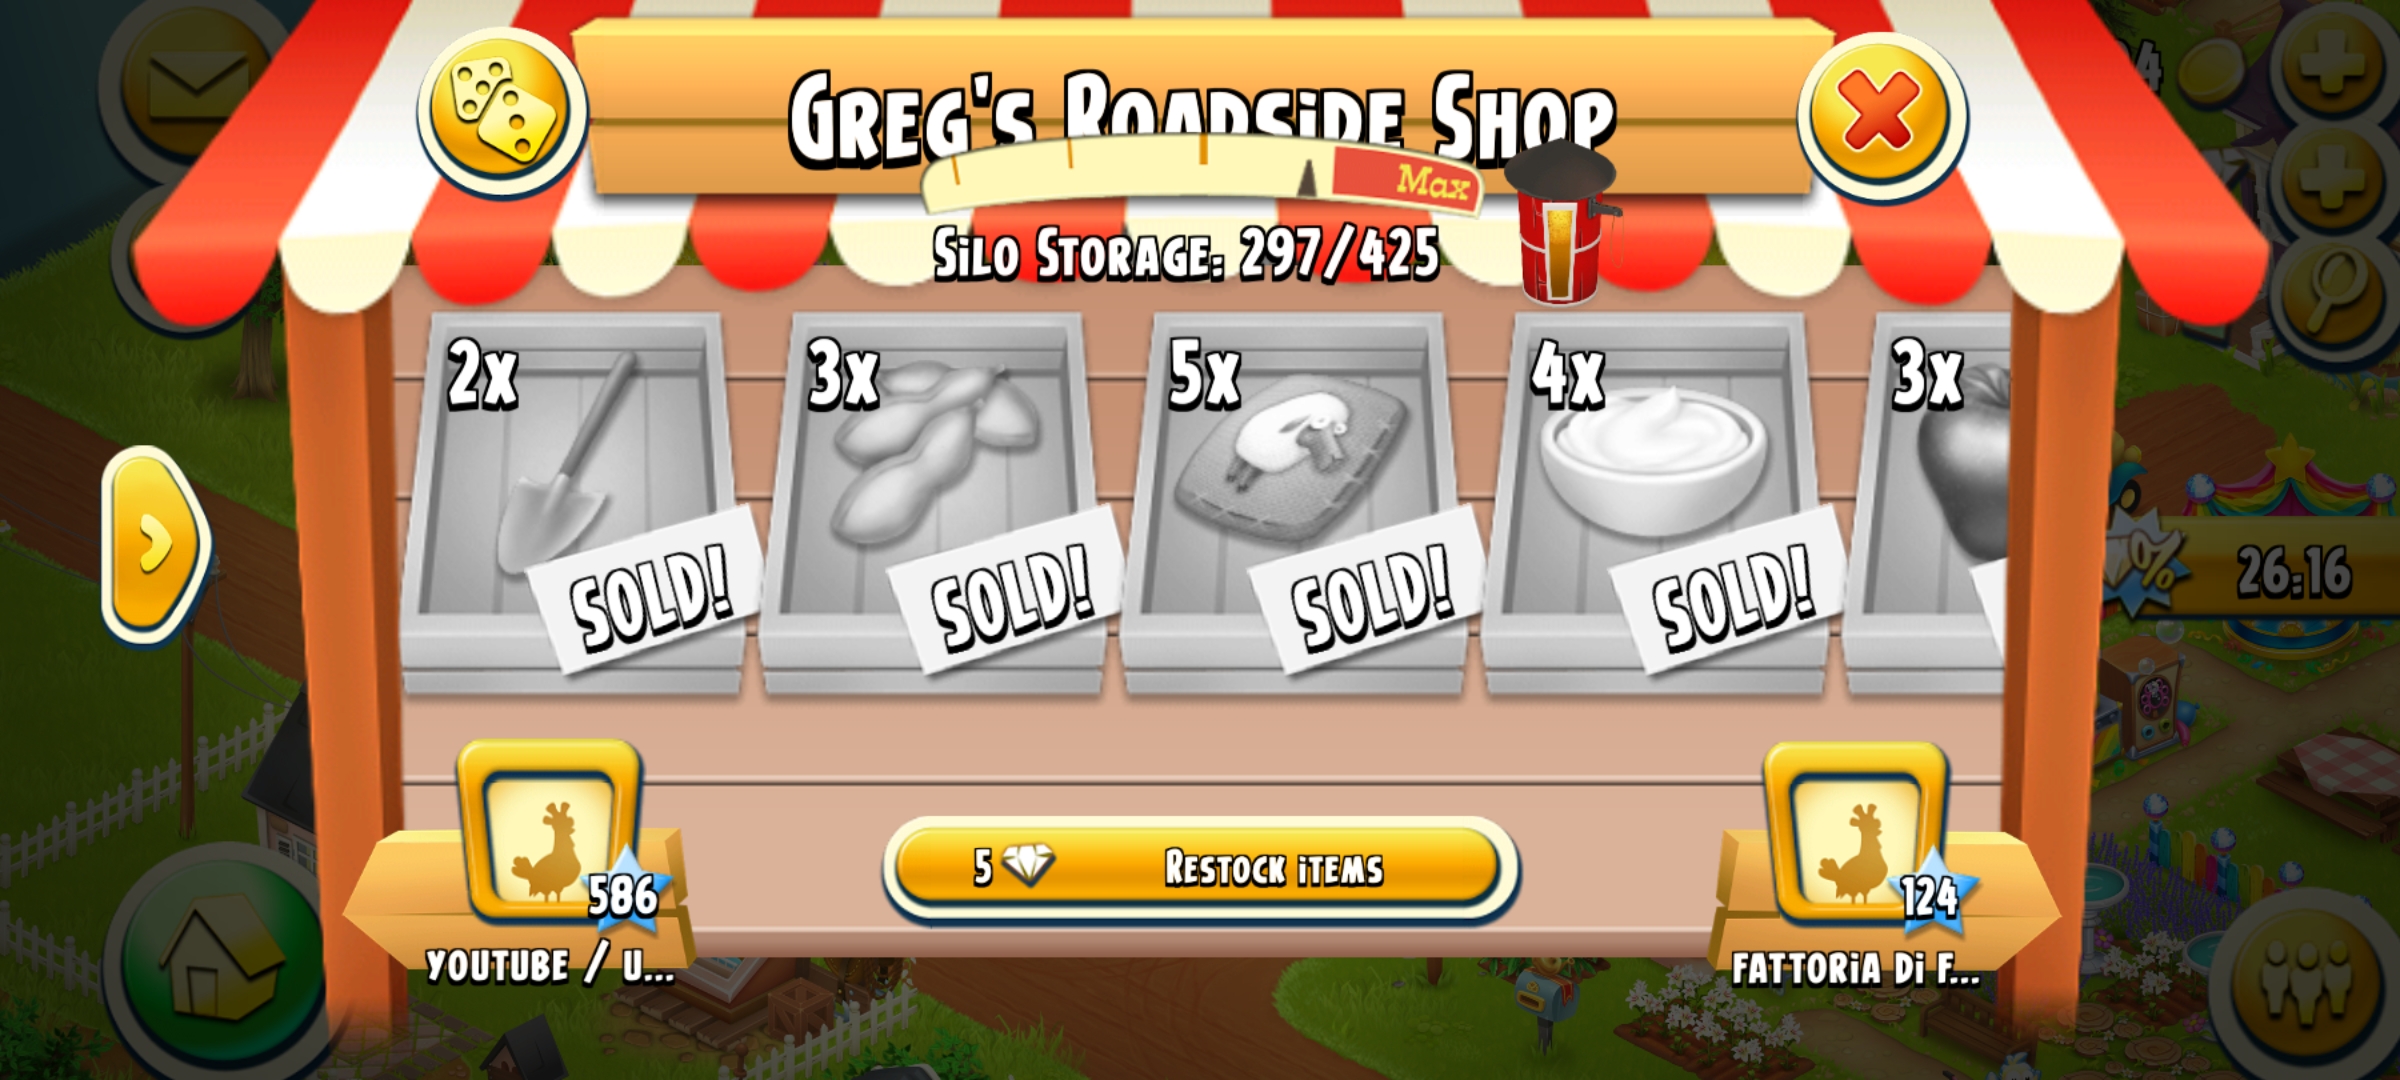 GREG'S ROADSIDE SHOP
Max
SILO STORAGE: 297/425
2x
3x
5x
4x
3x
SOLD!
SOLD!
SOLD!
SOLD!
26:16
586
5
RESTOCK ITEMS
124
YOUTUBE / U...
FATTORIA DI F...